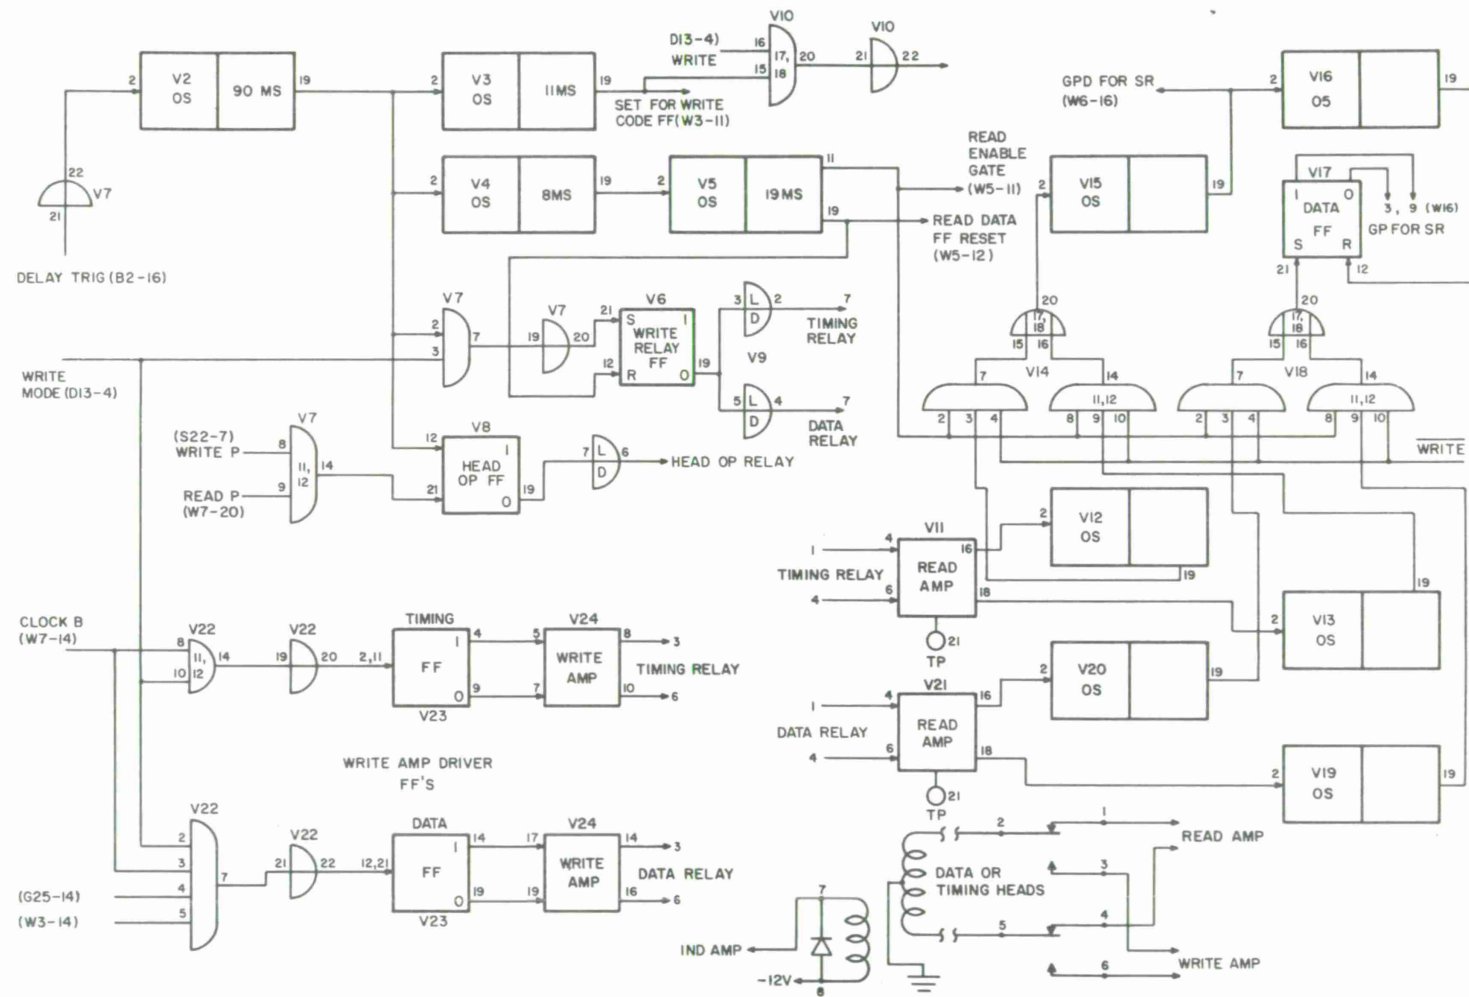 V10
V10
D13-4)
WRITE
16
15
17,
18
20
21
22
2
V2
OS
90 MS
19
2
V3
OS
11MS
19
SET FOR WRITE
CODE FF(W3-11)
GPD FOR SR
(W6-16)
2
V16
O5
19
22
V7
21
DELAY TRIG (B2-16)
2
V4
OS
8MS
19
2
V5
OS
19MS
11
19
READ
ENABLE
GATE
(W5-11)
READ DATA
FF RESET
(W5-12)
2
V15
OS
19
V17
1 0
DATA
FF
S R
21
12
3, 9 (W16)
GP FOR SR
V7
2
3
7
V7
19
20
21
12
V6
S 1
WRITE
RELAY
FF
R 0
19
3
L
D
2
7
TIMING
RELAY
V9
5
L
D
4
7
DATA
RELAY
20
17,
18
15
16
20
17,
18
15
16
7
V14
14
7
V18
14
11,12
11,12
2
3
4
8
9
10
2
3
4
8
9
10
WRITE
WRITE
MODE (D13-4)
V7
(S22-7)
WRITE P
8
READ P
(W7-20)
9
11,
12
14
V8
12
1
HEAD
OP FF
21
0
19
7
L
D
6
HEAD OP RELAY
V11
1
4
TIMING RELAY
4
6
READ
AMP
16
18
21
TP
2
V12
OS
19
2
V13
OS
19
CLOCK B
(W7-14)
V22
8
10
11,
12
14
V22
19
20
2,11
TIMING
1
FF
0
V23
4
9
V24
5
7
WRITE
AMP
8
10
3
TIMING RELAY
6
V21
1
4
DATA RELAY
4
6
READ
AMP
16
18
21
TP
2
V20
OS
19
2
V19
OS
19
WRITE AMP DRIVER
FF'S
V22
2
3
4
5
7
(G25-14)
(W3-14)
V22
21
22
12,21
DATA
1
FF
0
V23
14
19
V24
17
19
WRITE
AMP
14
16
3
DATA RELAY
6
2
1
READ AMP
DATA OR
TIMING HEADS
3
4
5
6
WRITE AMP
7
IND AMP
-12V
8